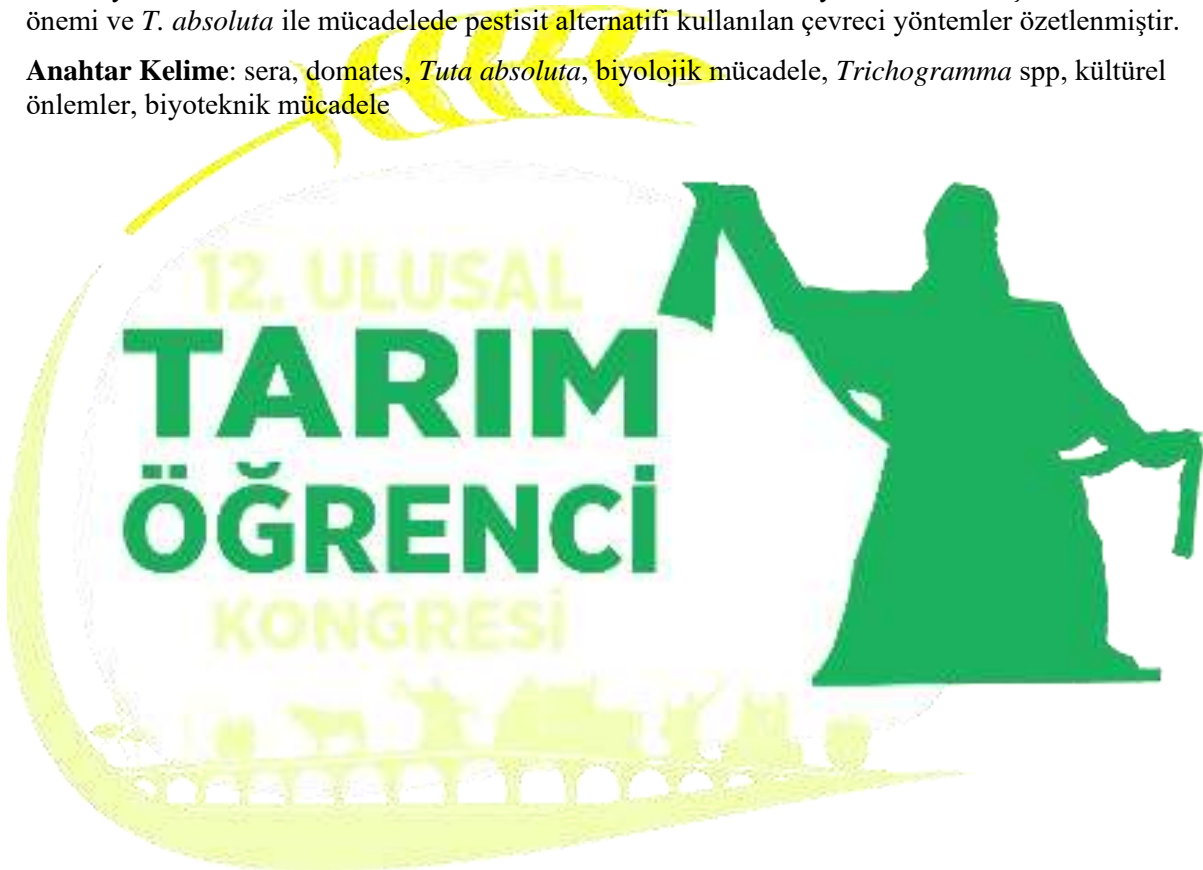 önemi ve T. absoluta ile mücadelede pestisit alternatifi kullanılan çevreci yöntemler özetlenmiştir.
Anahtar Kelime: sera, domates, Tuta absoluta, biyolojik mücadele, Trichogramma spp, kültürel
önlemler, biyoteknik mücadele
12. ULUSAL
TARIM
ÖĞRENCİ
KONGRESİ